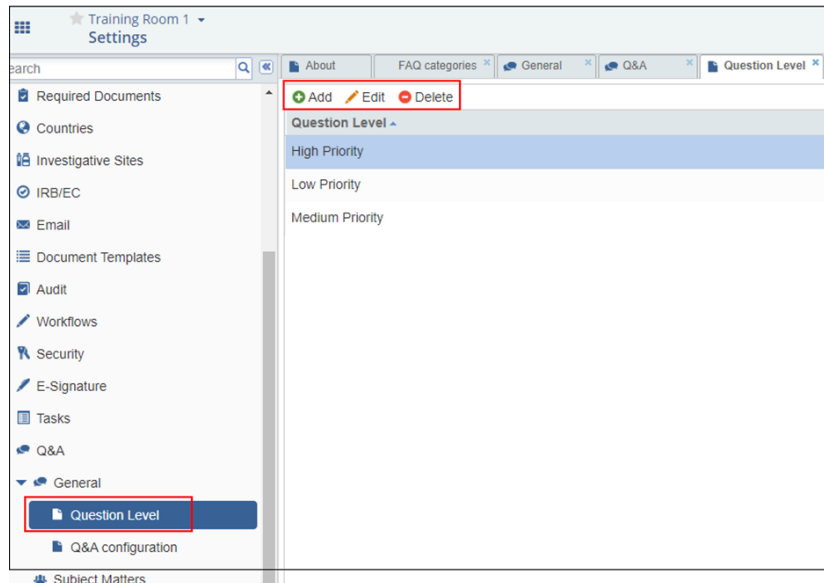 Training Room 1
Settings
earch
About
FAQ categories
General
Q&A
Question Level
Required Documents
Countries
Investigative Sites
IRB/EC
Email
Document Templates
Audit
Workflows
Security
E-Signature
Tasks
Q&A
General
Question Level
Q&A configuration
Subject Matters
Add Edit Delete
Question Level
High Priority
Low Priority
Medium Priority